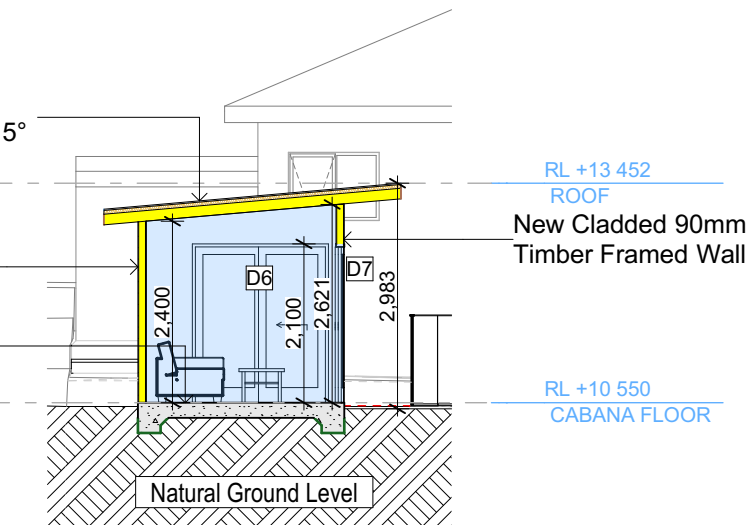 5°
RL +13 452
ROOF
New Cladded 90mm
Timber Framed Wall
D6
D7
2,400
2,100
2,621
2,983
RL +10 550
CABANA FLOOR
Natural Ground Level